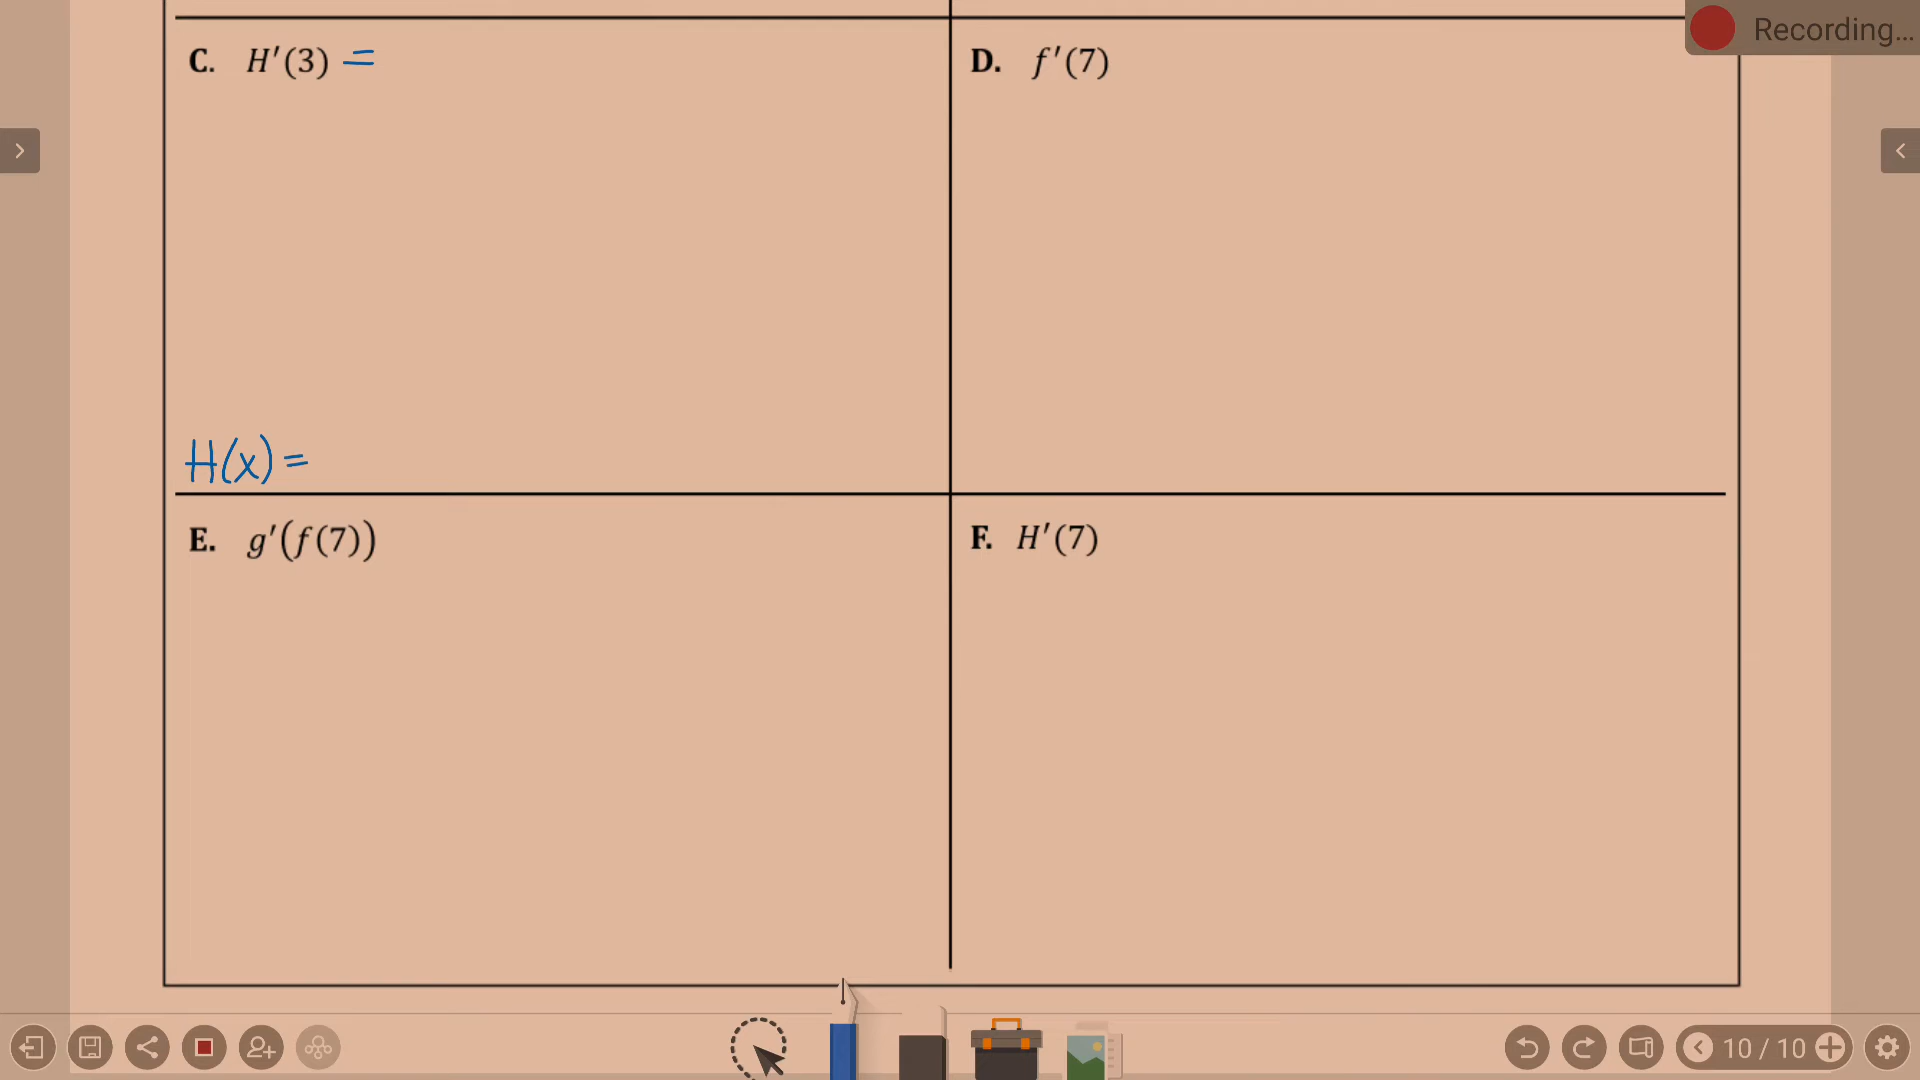 Recording...
C. H′(3) =
D. f′(7)
H(x) =
E. g′(f(7))
F. H′(7)
10 / 10